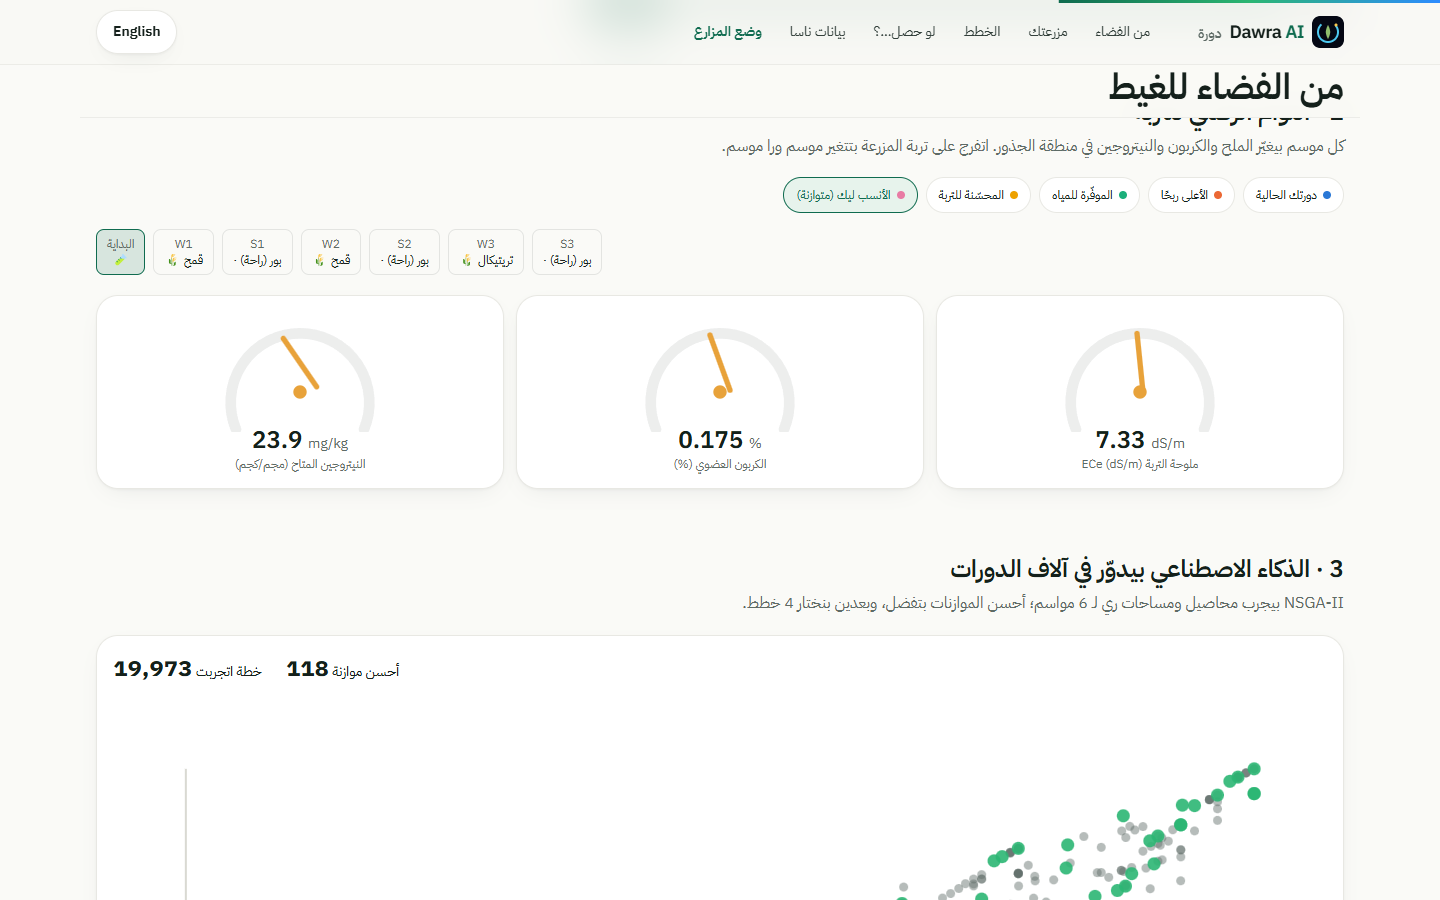 Dawra AI دورة
من الفضاء
مزرعتك
الخطط
لو حصل...؟
بيانات ناسا
وضع المزارع
English
من الفضاء للغيط
كل موسم بيغيّر الملح والكربون والنيتروجين في منطقة الجذور. اتفرج على تربة المزرعة بتتغير موسم ورا موسم.
دورتك الحالية
الأعلى ربحًا
الموفّرة للمياه
المحسّنة للتربة
الأنسب ليك (متوازنة)
البداية
W1
قمح
S1
بور (راحة) ·
W2
قمح
S2
بور (راحة) ·
W3
تريتيكال
S3
بور (راحة) ·
7.33 dS/m
ملوحة التربة ECe (dS/m)
0.175 %
الكربون العضوي (%)
23.9 mg/kg
النيتروجين المتاح (مجم/كجم)
3 · الذكاء الاصطناعي بيدوّر في آلاف الدورات
NSGA-II بيجرب محاصيل ومساحات ري لـ 6 مواسم؛ أحسن الموازنات بتفضل، وبعدين بنختار 4 خطط.
118 أحسن موازنة
19,973 خطة اتجربت